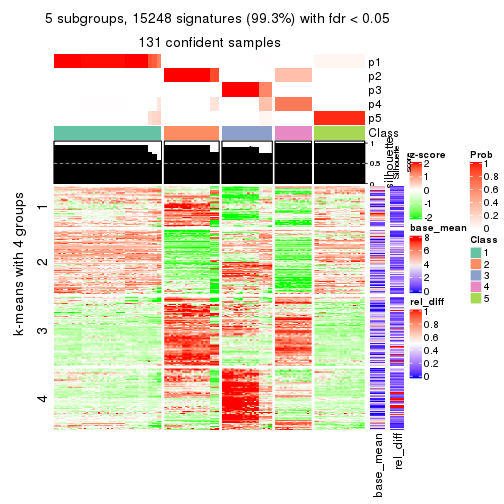 5 subgroups, 15248 signatures (99.3%) with fdr < 0.05
131 confident samples
p1
p2
p3
p4
p5
Class
1
0.5
0
silhouette
Silhouette
score
k-means with 4 groups
1
2
3
4
base_mean
rel_diff
z-score
2
1
0
-1
-2
base_mean
8
6
4
2
0
rel_diff
1
0.8
0.6
0.4
0.2
0
Prob
1
0.8
0.6
0.4
0.2
0
Class
1
2
3
4
5